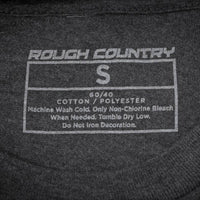 ROUGH COUNTRY
S
60/40
COTTON / POLYESTER
Machine Wash Cold. Only Non-Chlorine Bleach
When Needed. Tumble Dry Low.
Do Not Iron Decoration.